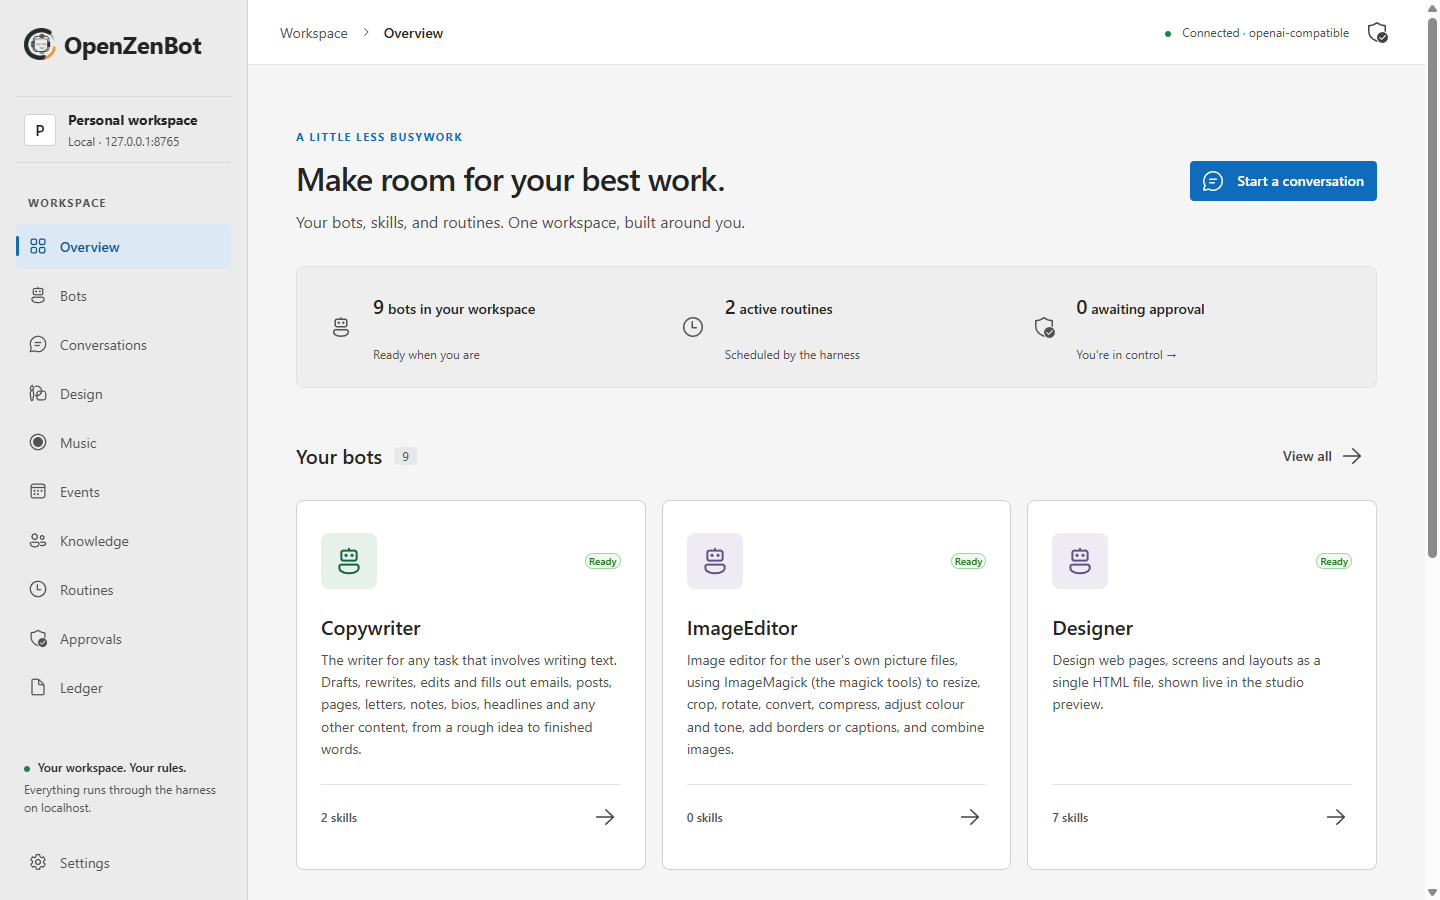 OpenZenBot
P
Personal workspace
Local · 127.0.0.1:8765
WORKSPACE
Overview
Bots
Conversations
Design
Music
Events
Knowledge
Routines
Approvals
Ledger
Your workspace. Your rules.
Everything runs through the harness
on localhost.
Settings
Workspace > Overview
Connected · openai-compatible
A LITTLE LESS BUSYWORK
Make room for your best work.
Your bots, skills, and routines. One workspace, built around you.
Start a conversation
9 bots in your workspace
Ready when you are
2 active routines
Scheduled by the harness
0 awaiting approval
You're in control →
Your bots 9
View all
Ready
Copywriter
The writer for any task that involves writing text.
Drafts, rewrites, edits and fills out emails, posts,
pages, letters, notes, bios, headlines and any
other content, from a rough idea to finished
words.
2 skills
Ready
ImageEditor
Image editor for the user's own picture files,
using ImageMagick (the magick tools) to resize,
crop, rotate, convert, compress, adjust colour
and tone, add borders or captions, and combine
images.
0 skills
Ready
Designer
Design web pages, screens and layouts as a
single HTML file, shown live in the studio
preview.
7 skills